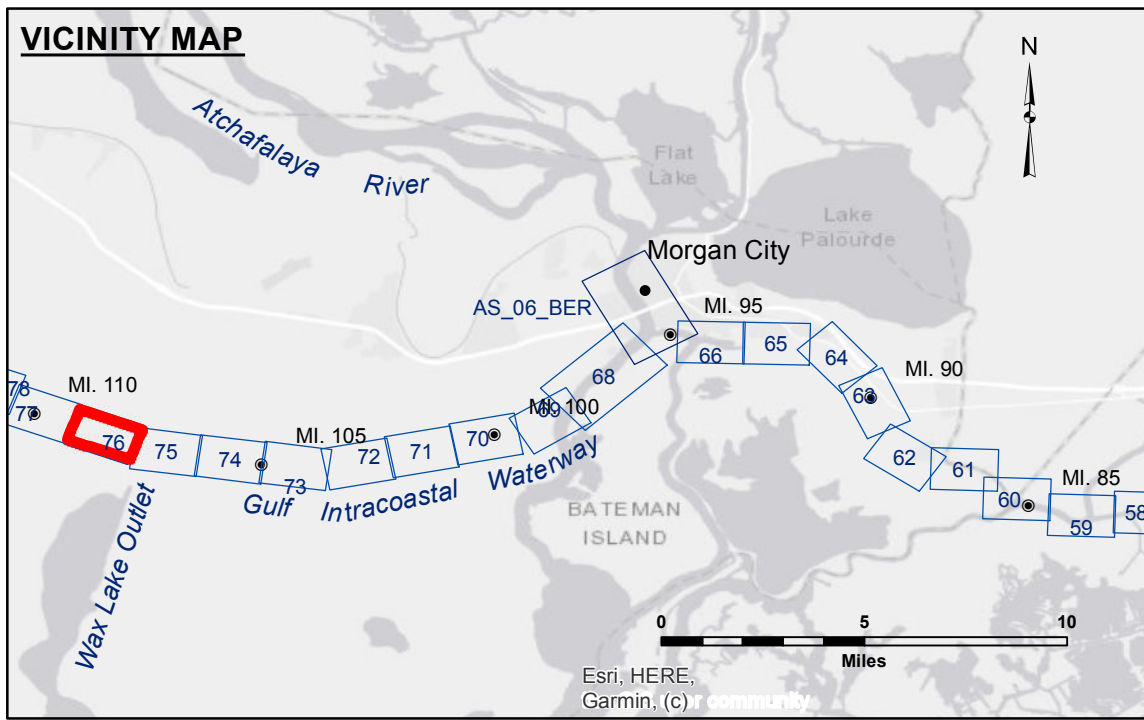 VICINITY MAP
N
Atchafalaya
River
Flat
Lake
Lake
Palourde
Morgan City
AS_06_BER
MI. 95
66
65
64
MI. 90
63
68
78
77
MI. 110
76
75
74
MI. 105
73
72
71
70
69
MI. 100
62
61
60
MI. 85
59
58
Gulf
Intracoastal
Waterway
BATEMAN
ISLAND
Wax Lake Outlet
0
5
10
Miles
Esri, HERE,
Garmin, (c)
community